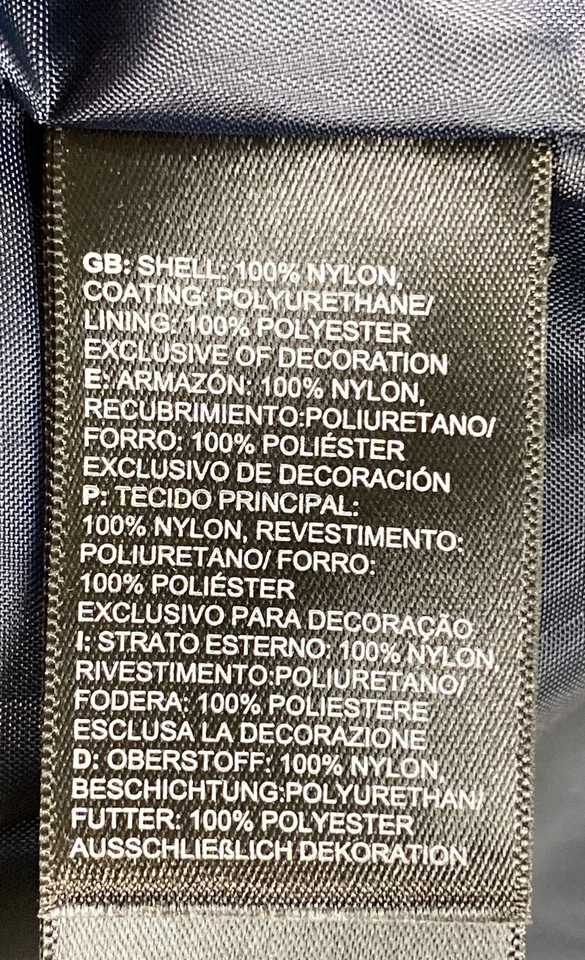 GB: SHELL: 100% NYLON,
COATING: POLYURETHANE/
LINING: 100% POLYESTER
EXCLUSIVE OF DECORATION
E: ARMAZÓN: 100% NYLON,
RECUBRIMIENTO:POLIURETANO/
FORRO: 100% POLIÉSTER
EXCLUSIVO DE DECORACIÓN
P: TECIDO PRINCIPAL:
100% NYLON, REVESTIMENTO:
POLIURETANO/ FORRO:
100% POLIÉSTER
EXCLUSIVO PARA DECORAÇÃO
I: STRATO ESTERNO: 100% NYLON,
RIVESTIMENTO:POLIURETANO/
FODERA: 100% POLIESTERE
ESCLUSA LA DECORAZIONE
D: OBERSTOFF: 100% NYLON,
BESCHICHTUNG:POLYURETHAN/
FUTTER: 100% POLYESTER
AUSSCHLIEßLICH DEKORATION